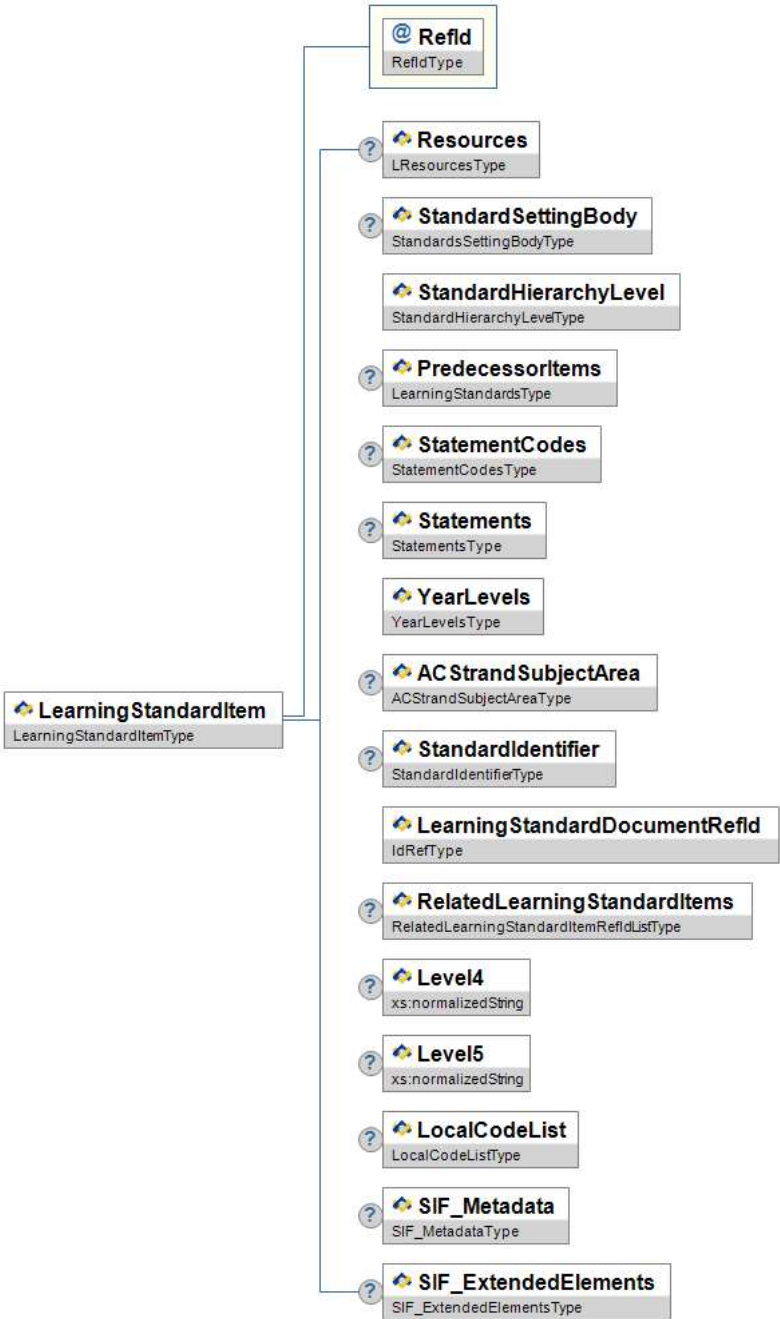 @ RefId
RefIdType
? Resources
LResourcesType
? StandardSettingBody
StandardsSettingBodyType
StandardHierarchyLevel
StandardHierarchyLevelType
? PredecessorItems
LearningStandardsType
? StatementCodes
StatementCodesType
? Statements
StatementsType
YearLevels
YearLevelsType
? ACStrandSubjectArea
ACStrandSubjectAreaType
LearningStandardItem
LearningStandardItemType
? StandardIdentifier
StandardIdentifierType
LearningStandardDocumentRefId
IdRefType
? RelatedLearningStandardItems
RelatedLearningStandardItemRefIdListType
? Level4
xs:normalizedString
? Level5
xs:normalizedString
? LocalCodeList
LocalCodeListType
? SIF_Metadata
SIF_MetadataType
? SIF_ExtendedElements
SIF_ExtendedElementsType